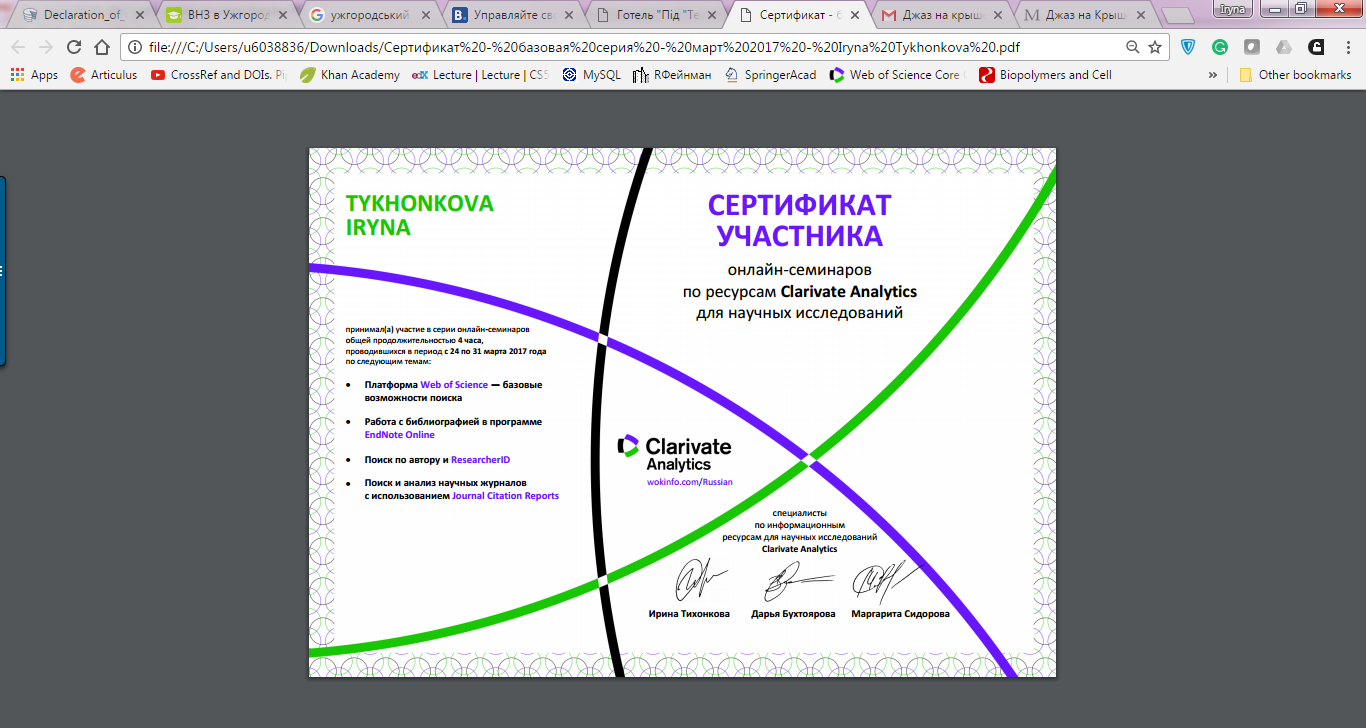 Declaration_of_
ВНЗ в Ужгород
ужгородський
Управляйте св
Готель "Під "Те
Сертификат - б
Джаз на крыш
Джаз на Крыш
Iryna
file:///C:/Users/u6038836/Downloads/Сертификат%20-%20базовая%20серия%20-%20март%202017%20-%20Iryna%20Tykhonkova%20.pdf
Apps
Articulus
CrossRef and DOIs. Pi
Khan Academy
edX Lecture | Lecture | CS5
MySQL
RФейнман
SpringerAcad
Web of Science Core
Biopolymers and Cell
»
Other bookmarks
TYKHONKOVA
IRYNA
принимал(а) участие в серии онлайн-семинаров
общей продолжительностью 4 часа,
проводившихся в период с 24 по 31 марта 2017 года
по следующим темам:
• Платформа Web of Science — базовые
возможности поиска
• Работа с библиографией в программе
EndNote Online
• Поиск по автору и ResearcherID
• Поиск и анализ научных журналов
с использованием Journal Citation Reports
СЕРТИФИКАТ
УЧАСТНИКА
онлайн-семинаров
по ресурсам Clarivate Analytics
для научных исследований
Clarivate
Analytics
wokinfo.com/Russian
специалисты
по информационным
ресурсам для научных исследований
Clarivate Analytics
Ирина Тихонкова
Дарья Бухтоярова
Маргарита Сидорова